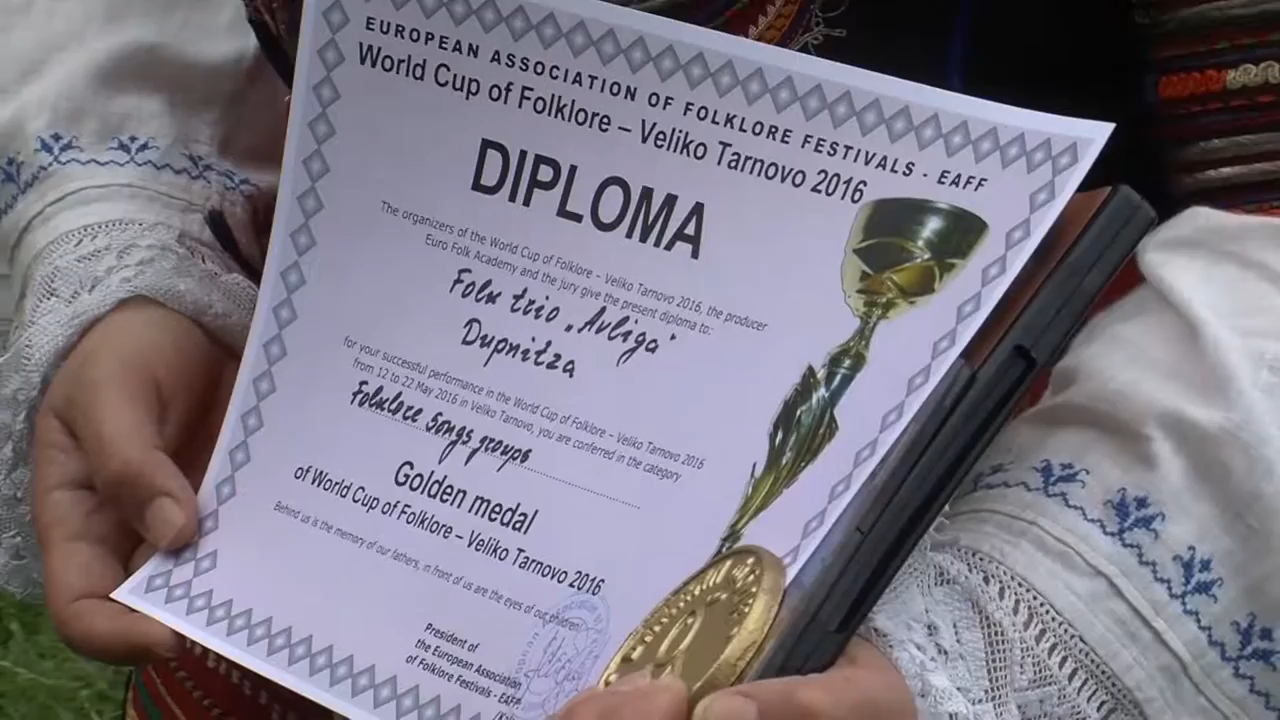 EUROPEAN ASSOCIATION OF FOLKLORE FESTIVALS - EAFF
World Cup of Folklore – Veliko Tarnovo 2016
DIPLOMA
The organizers of the World Cup of Folklore – Veliko Tarnovo 2016, the producer
Euro Folk Academy and the jury give the present diploma to:
Folk trio „Avliga"
Dupnitza
for your successful performance in the World Cup of Folklore – Veliko Tarnovo 2016
from 12 to 22 May 2016 in Veliko Tarnovo, you are conferred in the category
Folklore Songs groups
Golden medal
of World Cup of Folklore – Veliko Tarnovo 2016
Behind us is the memory of our fathers, in front of us are the eyes of our children!
President of
the European Association
of Folklore Festivals - EAFF